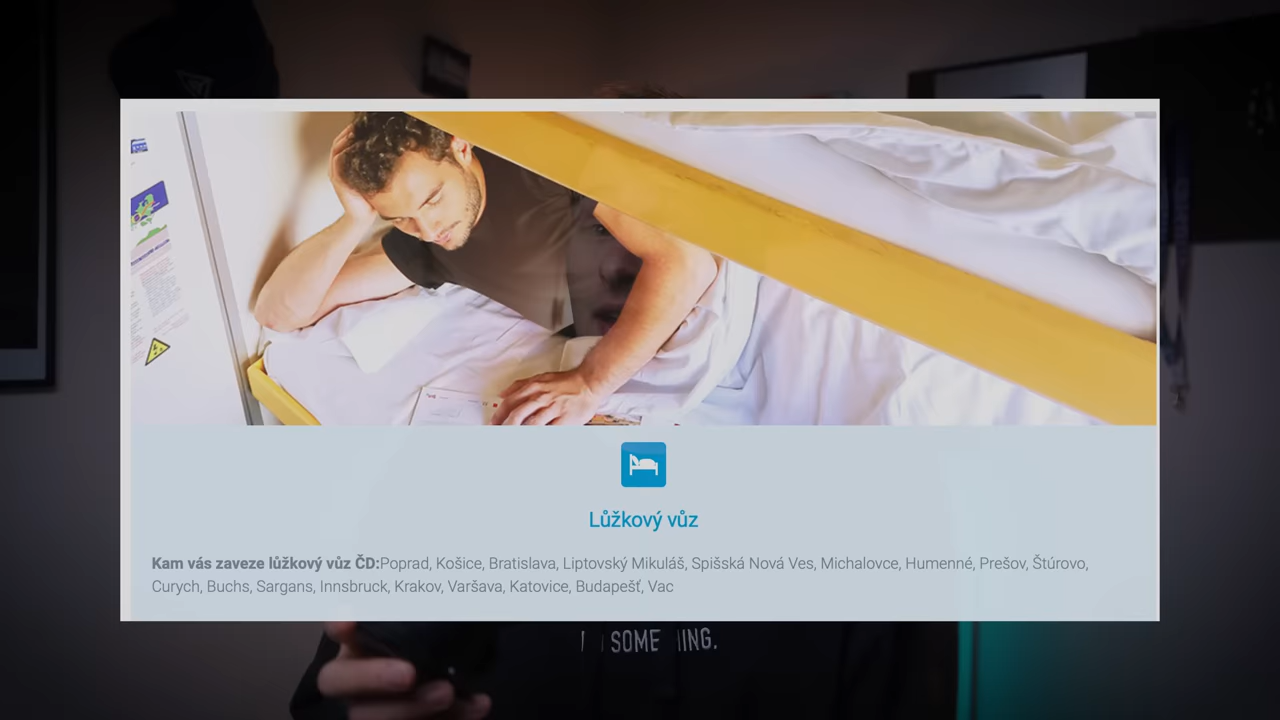 Lůžkový vůz
Kam vás zaveze lůžkový vůz ČD:Poprad, Košice, Bratislava, Liptovský Mikuláš, Spišská Nová Ves, Michalovce, Humenné, Prešov, Štúrovo,
Curych, Buchs, Sargans, Innsbruck, Krakov, Varšava, Katovice, Budapešť, Vac
SOME